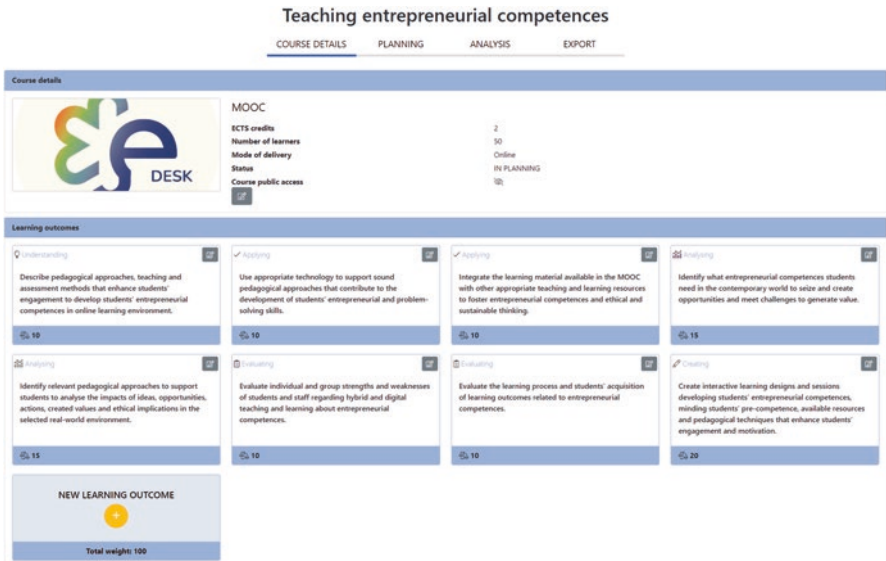 Teaching entrepreneurial competences
COURSE DETAILS PLANNING ANALYSIS EXPORT
Course details
DESK
MOOC
ECTS credits 2
Number of learners 50
Mode of delivery Online
Status IN PLANNING
Course public access
Learning outcomes
Understanding
Describe pedagogical approaches, teaching and
assessment methods that enhance students'
engagement to develop students' entrepreneurial
competences in online learning environment.
10
Applying
Use appropriate technology to support sound
pedagogical approaches that contribute to the
development of students' entrepreneurial and problem-
solving skills.
10
Applying
Integrate the learning material available in the MOOC
with other appropriate teaching and learning resources
to foster entrepreneurial competences and ethical and
sustainable thinking.
10
Analysing
Identify what entrepreneurial competences students
need in the contemporary world to seize and create
opportunities and meet challenges to generate value.
15
Analysing
Identify relevant pedagogical approaches to support
students to analyse the impacts of ideas, opportunities,
actions, created values and ethical implications in the
selected real-world environment.
15
Evaluating
Evaluate individual and group strengths and weaknesses
of students and staff regarding hybrid and digital
teaching and learning about entrepreneurial
competences.
10
Evaluating
Evaluate the learning process and students' acquisition
of learning outcomes related to entrepreneurial
competences.
10
Creating
Create interactive learning designs and sessions
developing students' entrepreneurial competences,
minding students' pre-competence, available resources
and pedagogical techniques that enhance students'
engagement and motivation.
20
NEW LEARNING OUTCOME
+
Total weight: 100